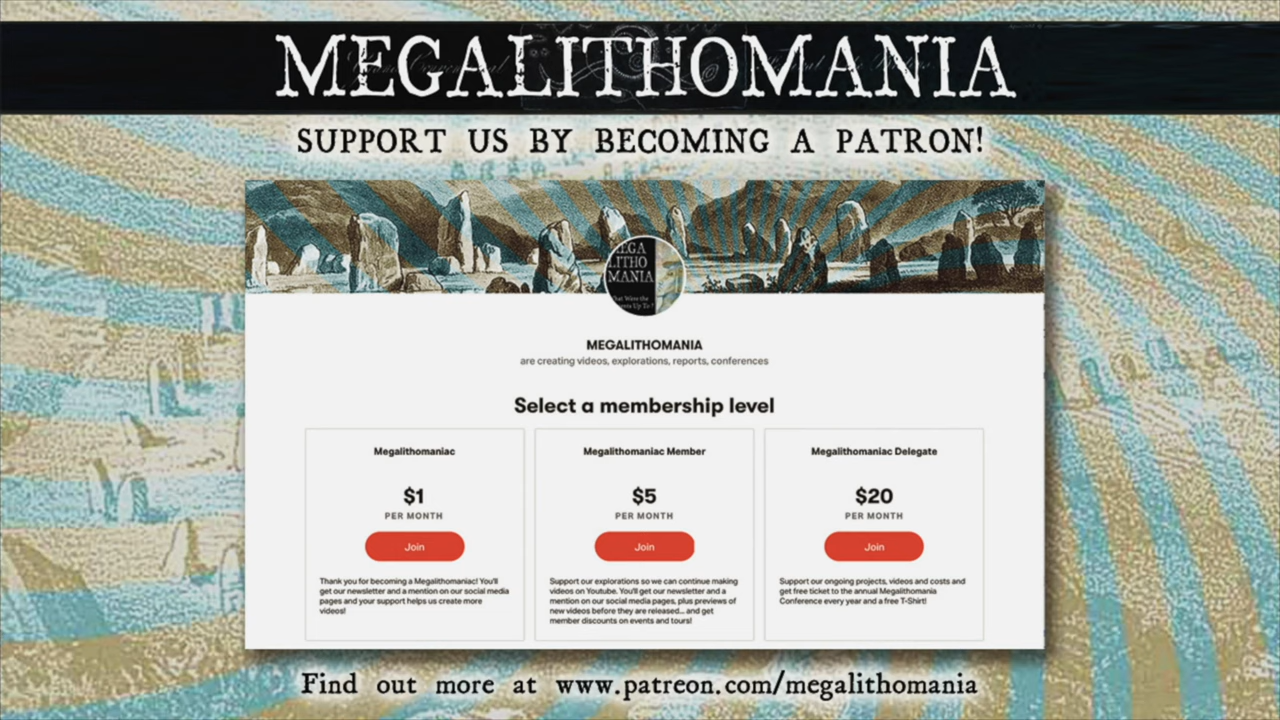 MEGALITHOMANIA
SUPPORT US BY BECOMING A PATRON!
MEGA
LITHO
MANIA
MEGALITHOMANIA
are creating videos, explorations, reports, conferences
Select a membership level
Megalithomaniac
$1
PER MONTH
Join
Thank you for becoming a Megalithomaniac! You'll
get our newsletter and a mention on our social media
pages and your support helps us create more
videos!
Megalithomaniac Member
$5
PER MONTH
Join
Support our explorations so we can continue making
videos on Youtube. You'll get our newsletter and a
mention on our social media pages, plus previews of
new videos before they are released... and get
member discounts on events and tours!
Megalithomaniac Delegate
$20
PER MONTH
Join
Support our ongoing projects, videos and costs and
get free ticket to the annual Megalithomania
Conference every year and a free T-Shirt!
Find out more at www.patreon.com/megalithomania